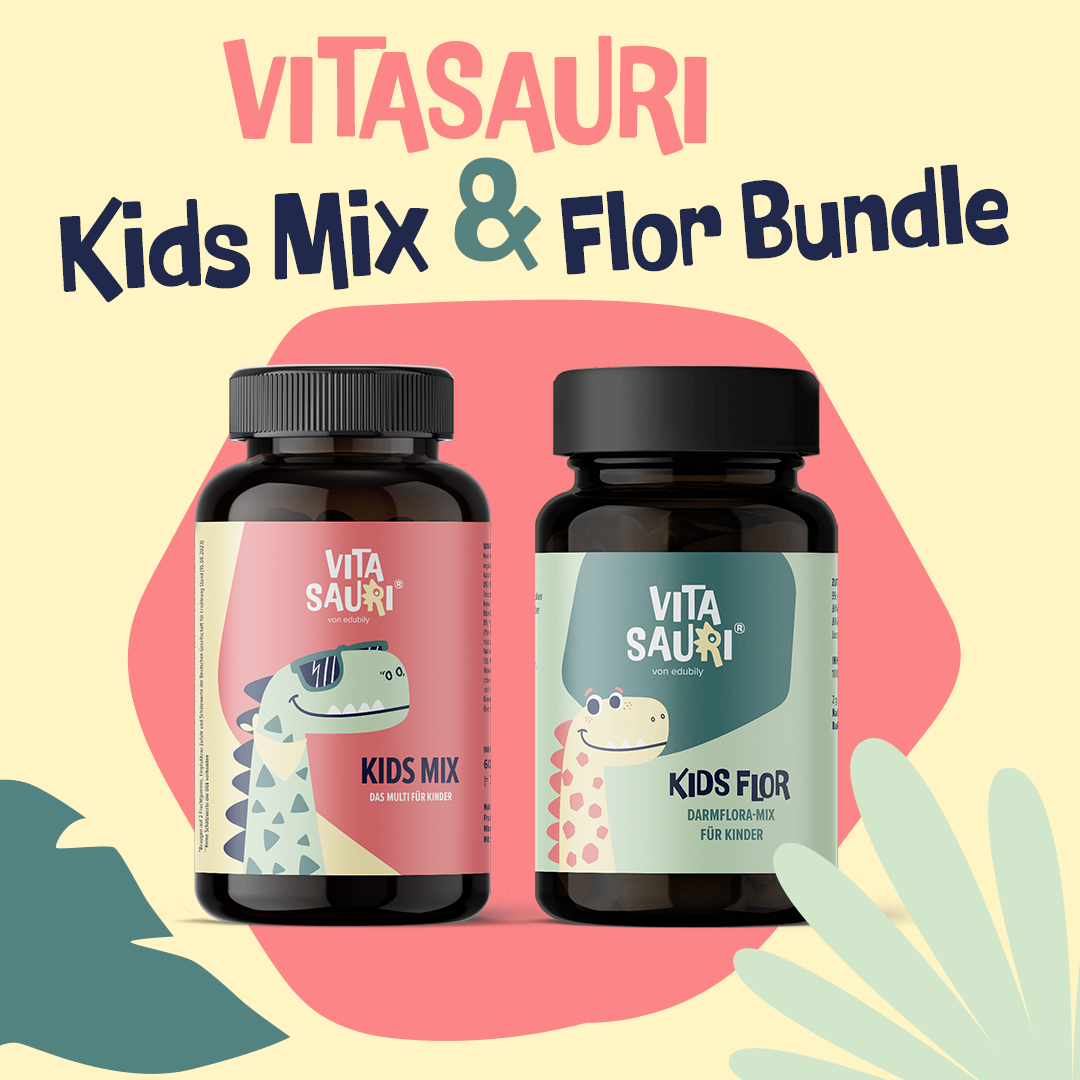 VITASAURI
Kids Mix & Flor Bundle
VITA
SAURI®
von edubily
KIDS MIX
DAS MULTI FÜR KINDER
VITA
SAURI®
von edubily
KIDS FLOR
DARMFLORA-MIX
FÜR KINDER